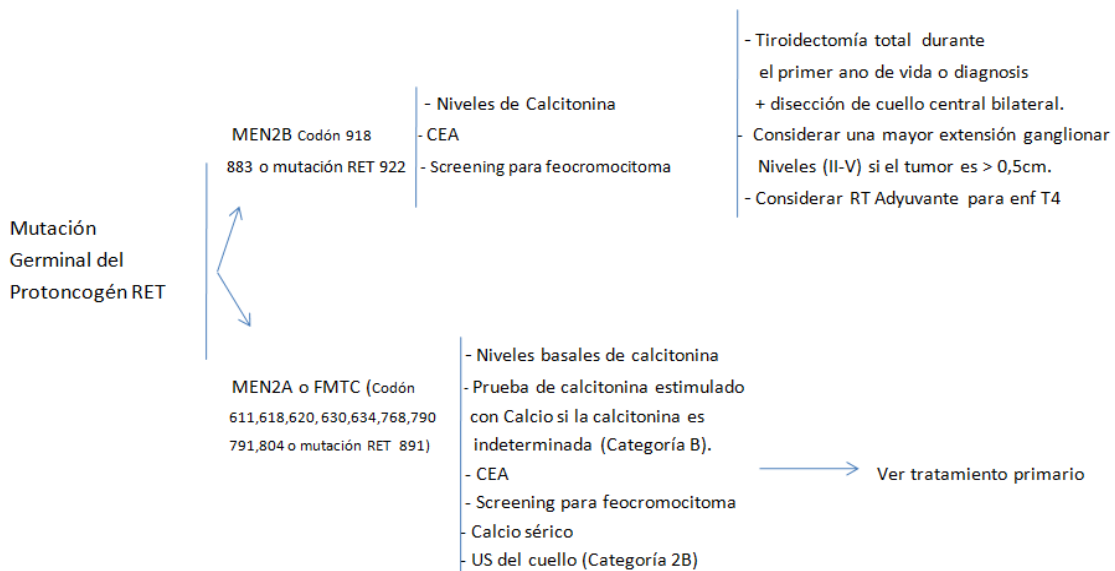 Mutación
Germinal del
Protoncogén RET
MEN2B Codón 918
883 o mutación RET 922
- Niveles de Calcitonina
- CEA
- Screening para feocromocitoma
- Tiroidectomía total durante
el primer ano de vida o diagnosis
+ disección de cuello central bilateral.
- Considerar una mayor extensión ganglionar
Niveles (II-V) si el tumor es > 0,5cm.
- Considerar RT Adyuvante para enf T4
MEN2A o FMTC (Codón
611,618,620,630,634,768,790
791,804 o mutación RET 891)
- Niveles basales de calcitonina
- Prueba de calcitonina estimulado
con Calcio si la calcitonina es
indeterminada (Categoría B).
- CEA
- Screening para feocromocitoma
- Calcio sérico
- US del cuello (Categoría 2B)
Ver tratamiento primario